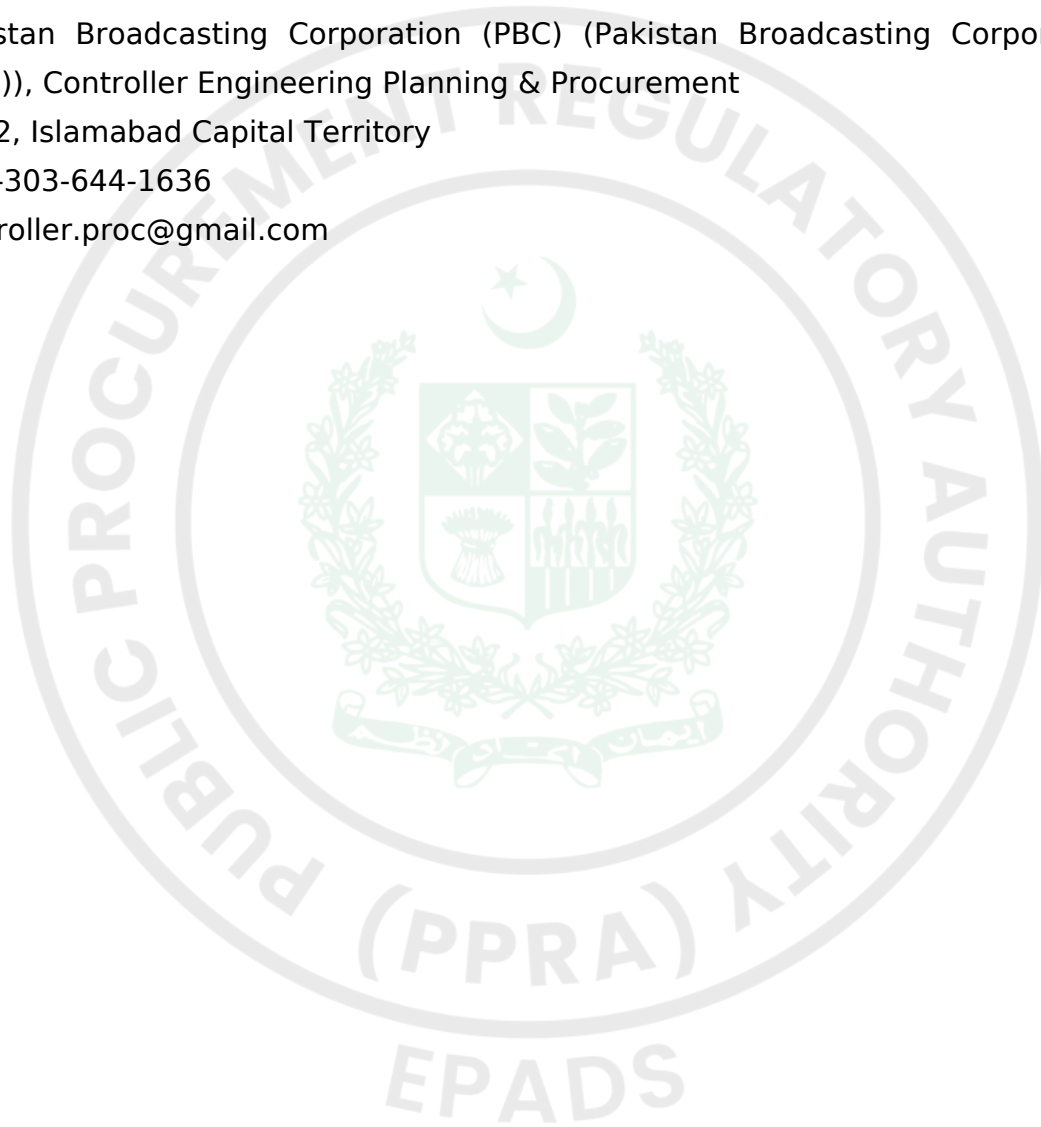 stan Broadcasting Corporation (PBC) (Pakistan Broadcasting Corpor
)), Controller Engineering Planning & Procurement
2, Islamabad Capital Territory
-303-644-1636
roller.proc@gmail.com
PUBLIC PROCUREMENT REGULATORY AUTHORITY
(PPRA)
EPADS